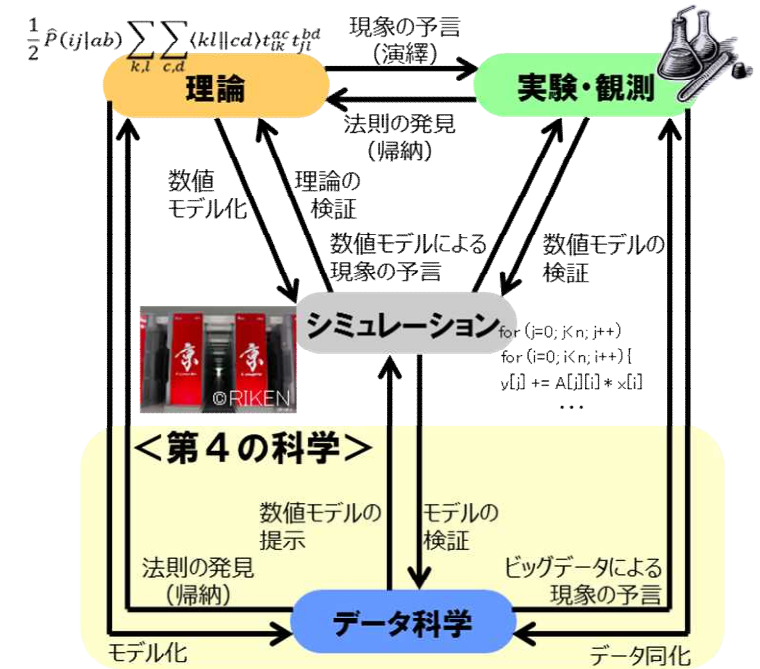 1/2 P̂(ij|ab) ∑k,l ∑c,d ⟨kl||cd⟩ t_ik^ac t_jl^bd
現象の予言
（演繹）
理論
実験・観測
法則の発見
（帰納）
数値
モデル化
理論の
検証
数値モデルによる
現象の予言
数値モデルの
検証
シミュレーション
for (j=0; j<n; j++)
for (i=0; i<n; i++) {
y[j] += A[j][i] * x[i]
・・・
京
京
©RIKEN
＜第４の科学＞
数値モデルの
提示
モデルの
検証
法則の発見
（帰納）
ビッグデータによる
現象の予言
データ科学
モデル化
データ同化